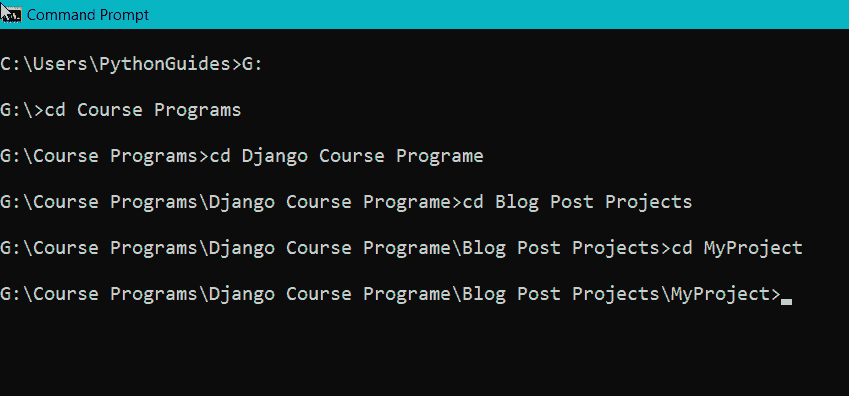 Command Prompt
C:\Users\PythonGuides>G:
G:\>cd Course Programs
G:\Course Programs>cd Django Course Programe
G:\Course Programs\Django Course Programe>cd Blog Post Projects
G:\Course Programs\Django Course Programe\Blog Post Projects>cd MyProject
G:\Course Programs\Django Course Programe\Blog Post Projects\MyProject>